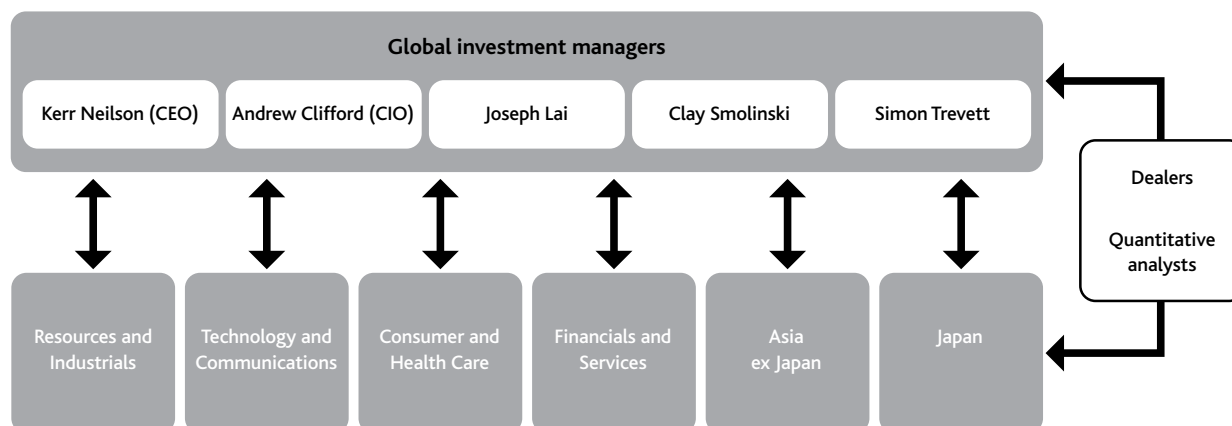 Global investment managers
Kerr Neilson (CEO)
Andrew Clifford (CIO)
Joseph Lai
Clay Smolinski
Simon Trevett
Dealers
Quantitative
analysts
Resources and
Industrials
Technology and
Communications
Consumer and
Health Care
Financials and
Services
Asia
ex Japan
Japan